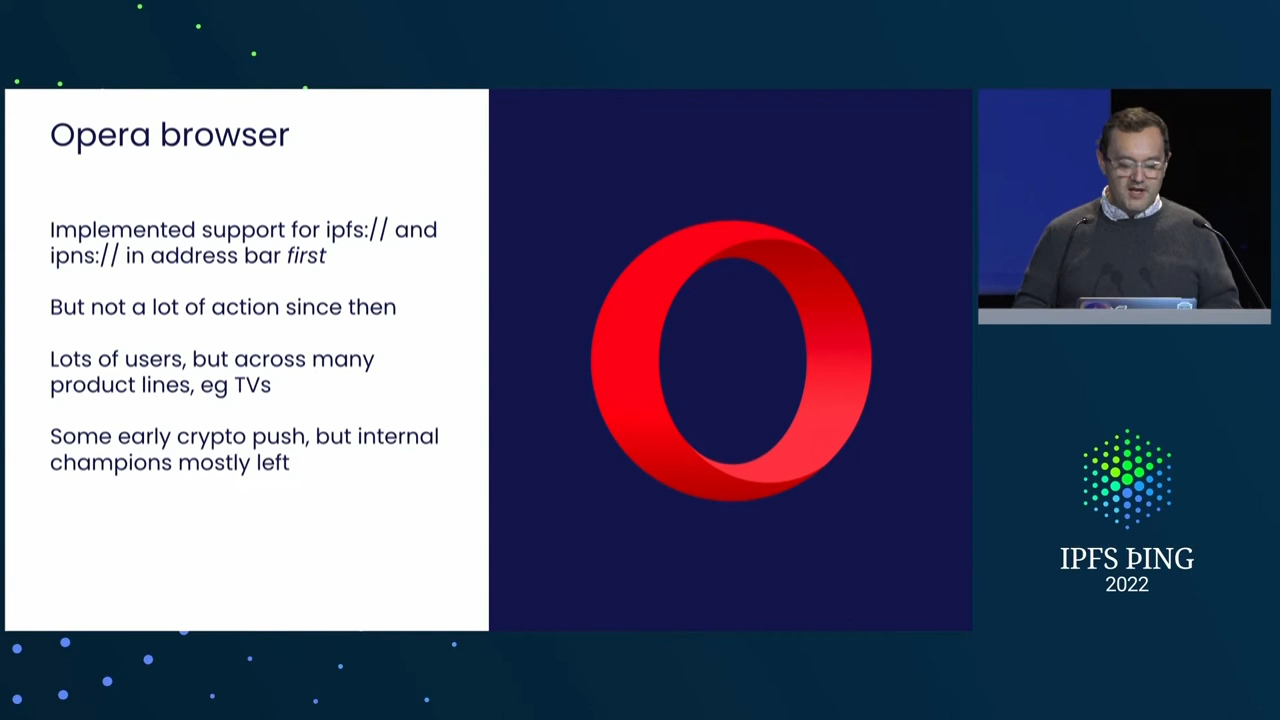 Opera browser
Implemented support for ipfs:// and
ipns:// in address bar first
But not a lot of action since then
Lots of users, but across many
product lines, eg TVs
Some early crypto push, but internal
champions mostly left
IPFS ÞING
2022